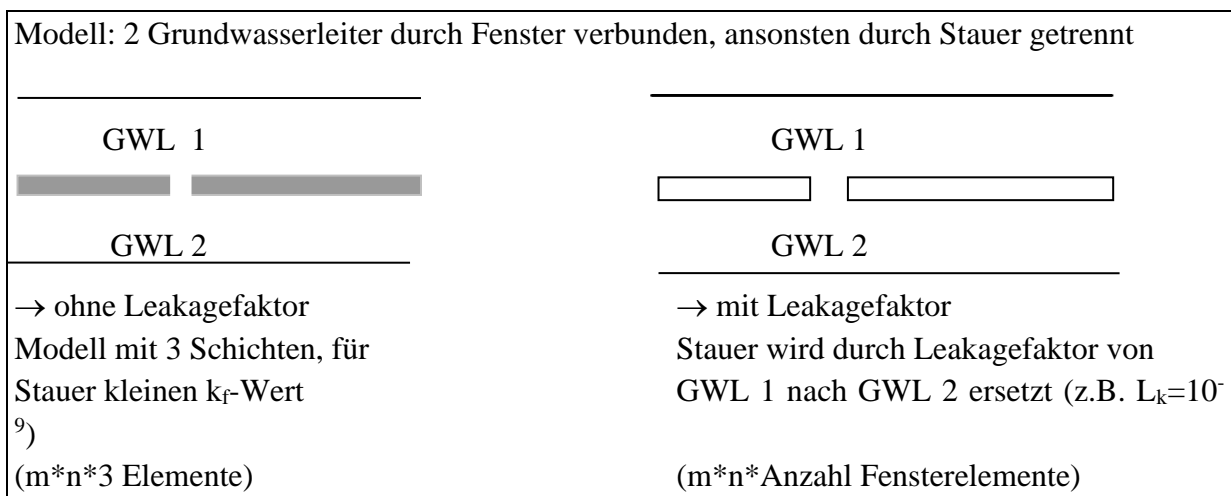 Modell: 2 Grundwasserleiter durch Fenster verbunden, ansonsten durch Stauer getrennt
GWL 1
GWL 2
→ ohne Leakagefaktor
Modell mit 3 Schichten, für
Stauer kleinen kf-Wert
(m*n*3 Elemente)
GWL 1
GWL 2
→ mit Leakagefaktor
Stauer wird durch Leakagefaktor von
GWL 1 nach GWL 2 ersetzt (z.B. Lk=10-
9)
(m*n*Anzahl Fensterelemente)